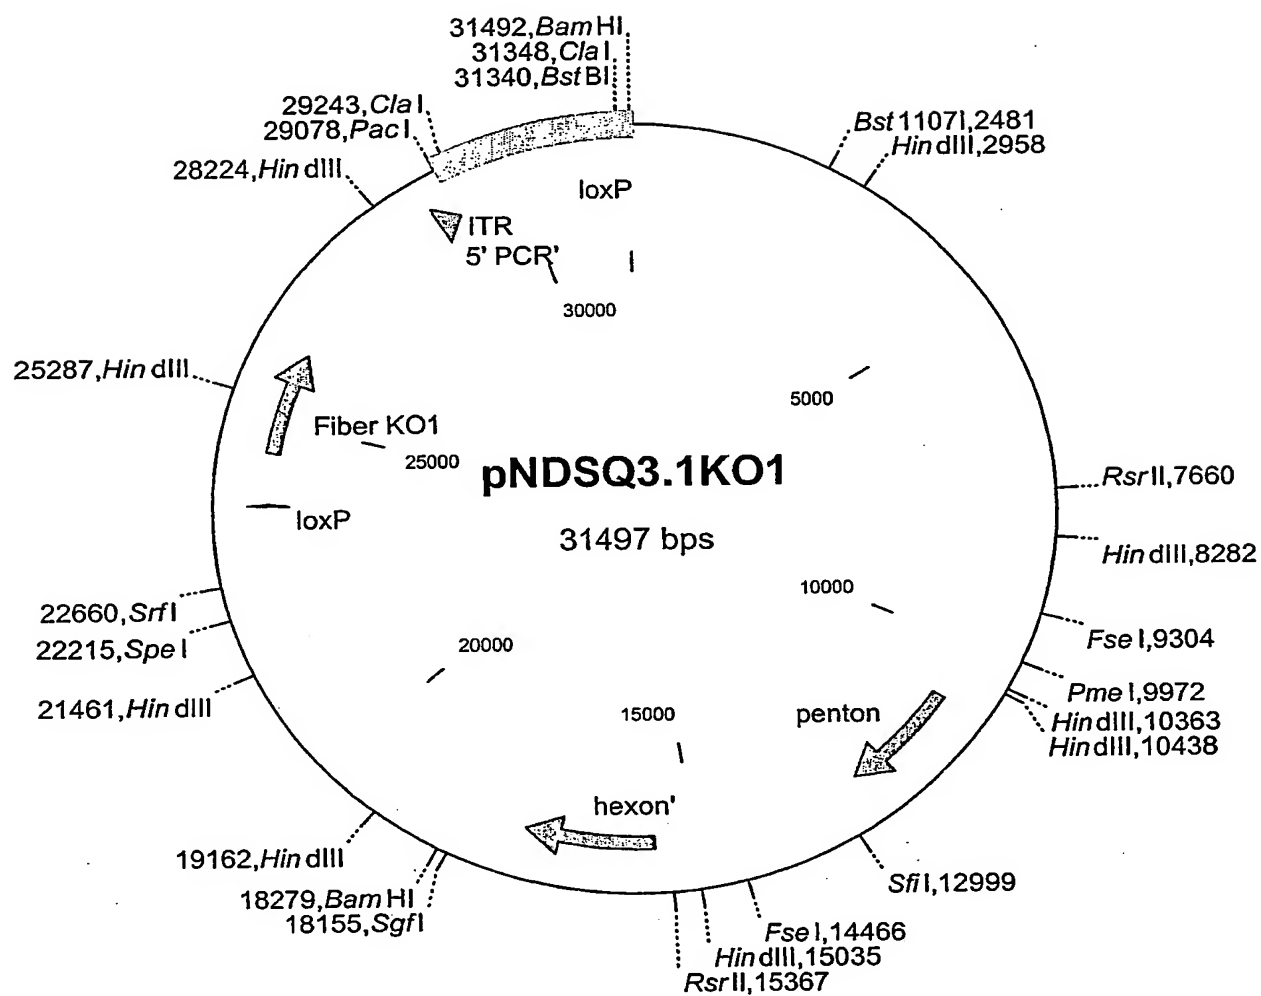 31492,BamHI
31348,ClaI
31340,BstBI
29243,ClaI
29078,PacI
28224,HindIII
Bst1107I,2481
HindIII,2958
loxP
ITR
5' PCR'
30000
25287,HindIII
5000
Fiber KO1
25000
pNDSQ3.1KO1
RsrII,7660
loxP
31497 bps
HindIII,8282
10000
22660,SrfI
22215,SpeI
21461,HindIII
20000
FseI,9304
PmeI,9972
HindIII,10363
HindIII,10438
15000
penton
hexon'
19162,HindIII
18279,BamHI
18155,SgfI
SfiI,12999
FseI,14466
HindIII,15035
RsrII,15367